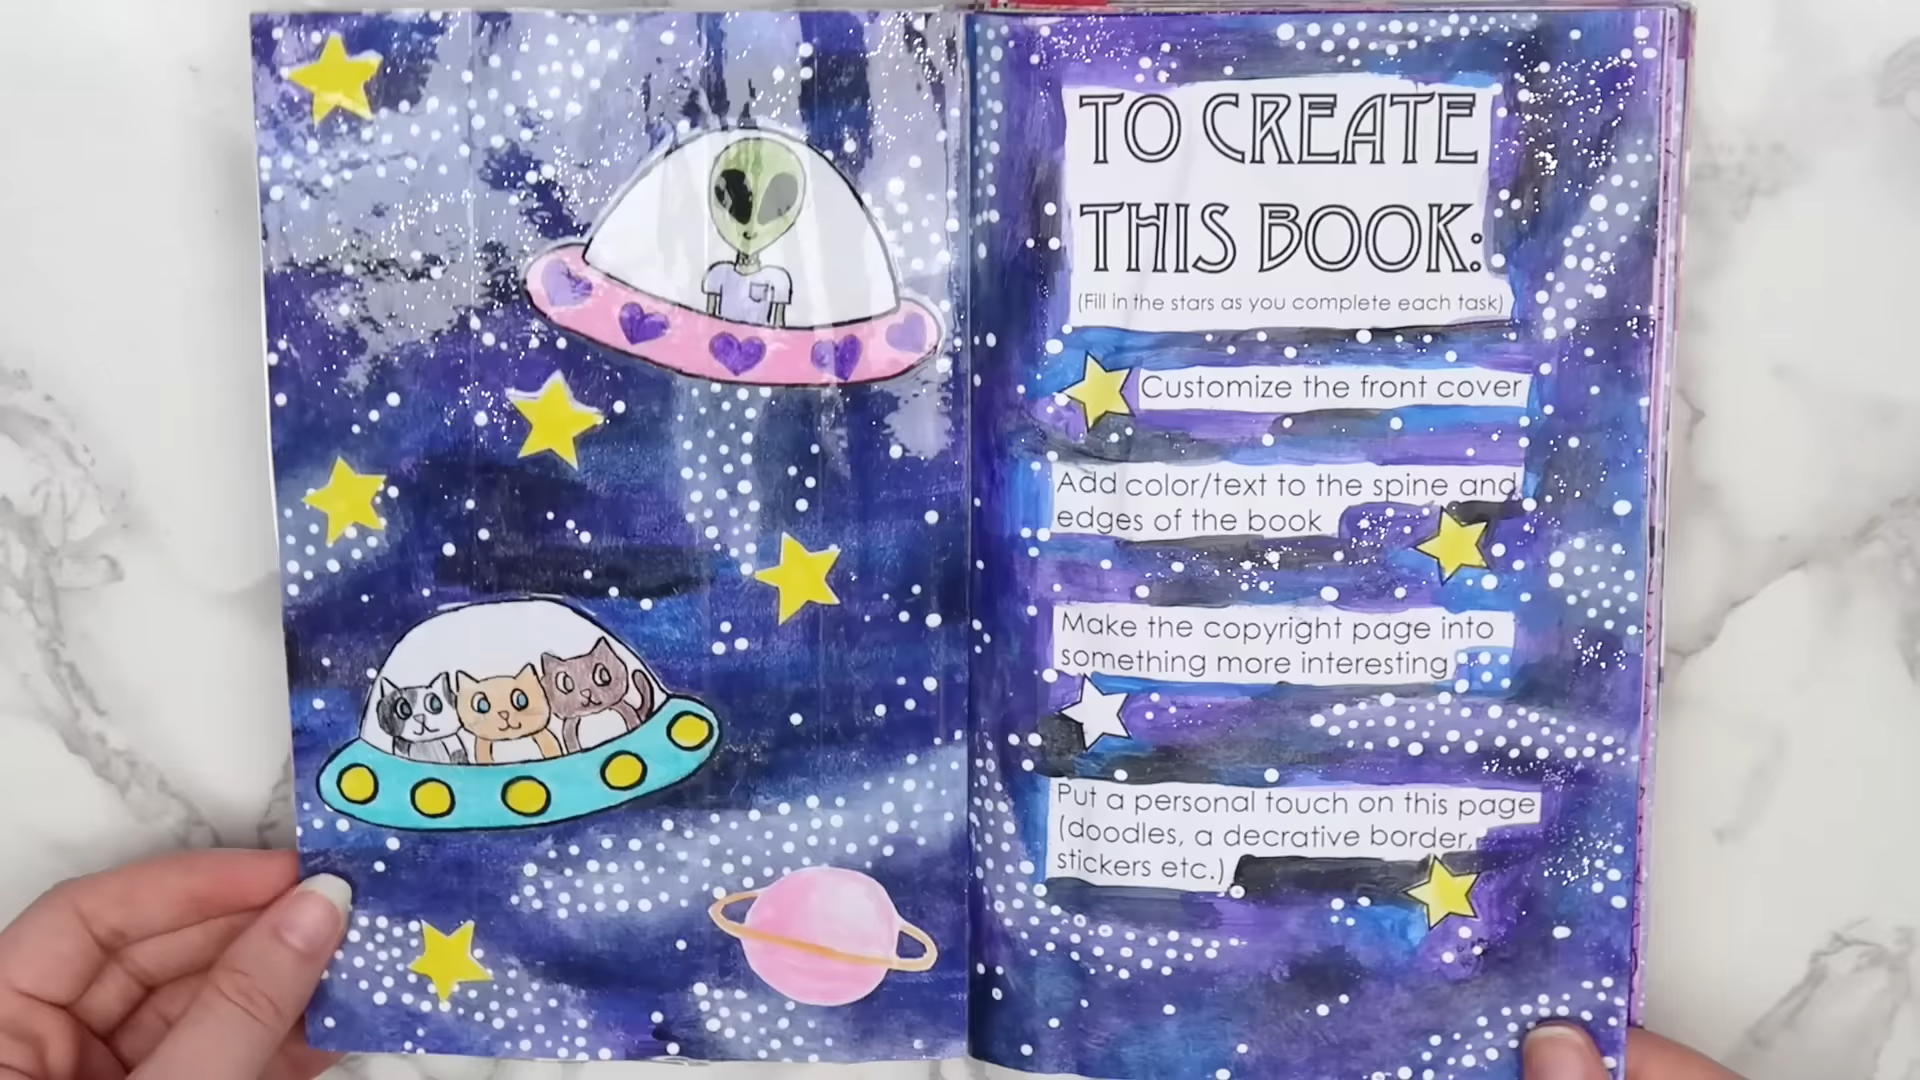 TO CREATE
THIS BOOK:
(Fill in the stars as you complete each task)
Customize the front cover
Add color/text to the spine and
edges of the book
Make the copyright page into
something more interesting
Put a personal touch on this page
(doodles, a decrative border,
stickers etc.)